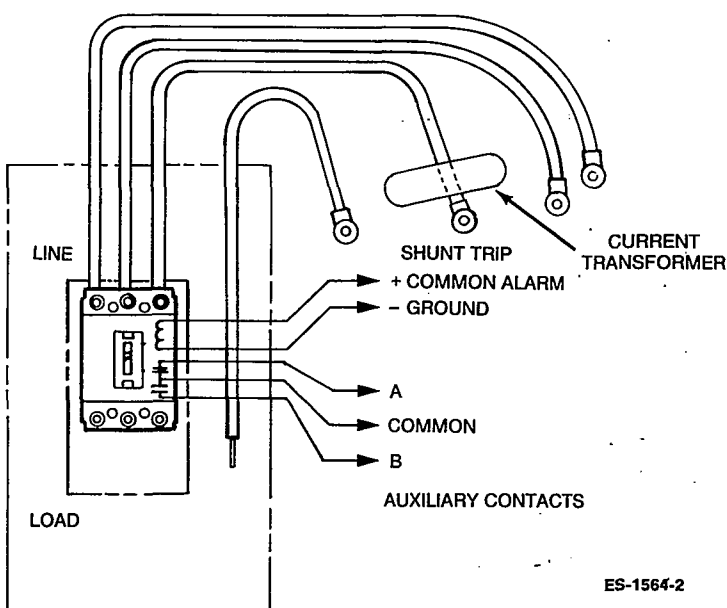 LINE
SHUNT TRIP
CURRENT
TRANSFORMER
+ COMMON ALARM
– GROUND
A
COMMON
B
AUXILIARY CONTACTS
LOAD
ES-1564-2